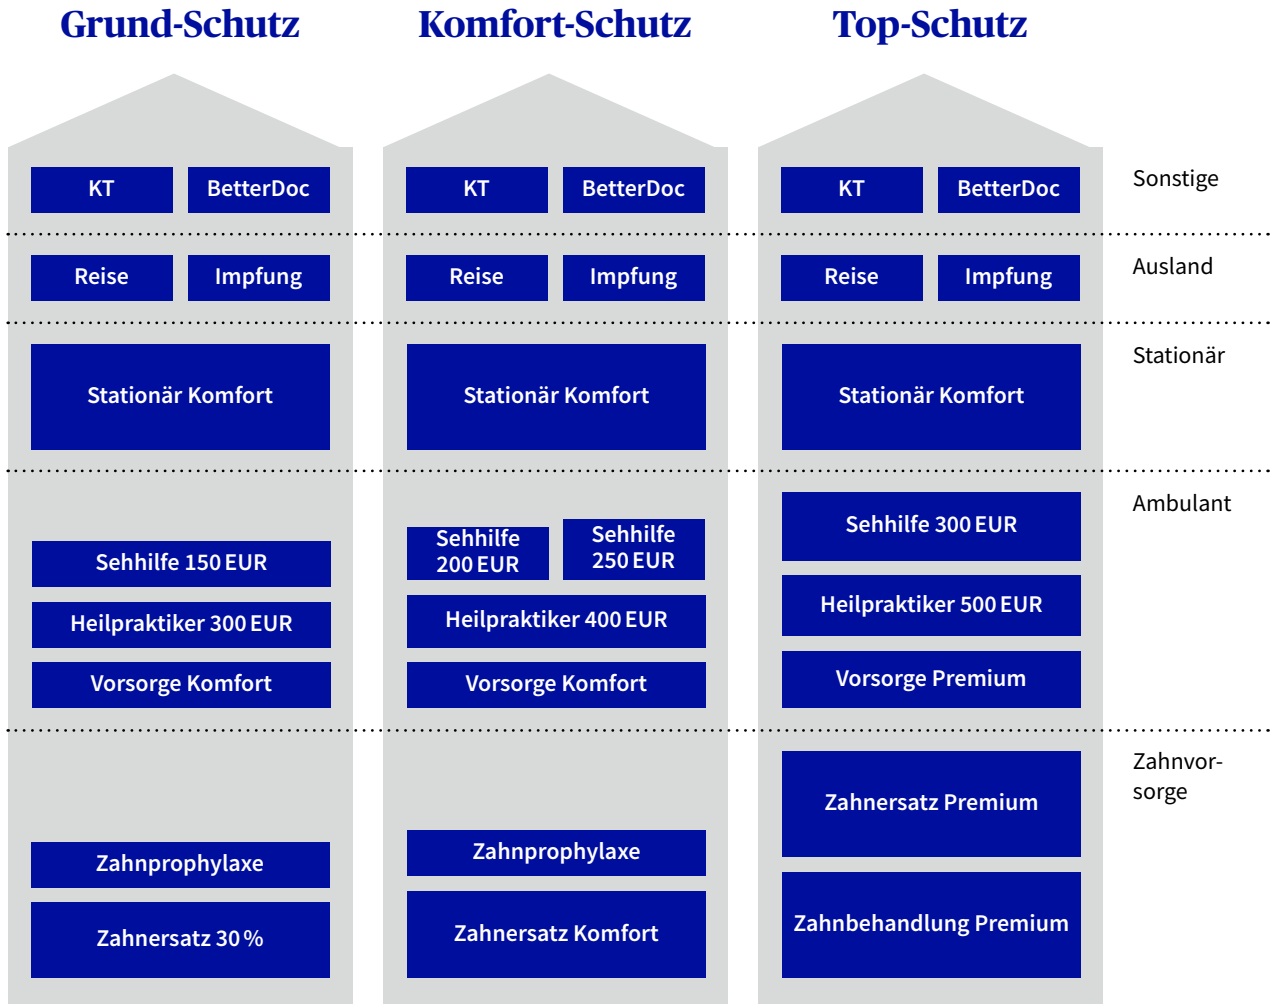 Grund-Schutz
Komfort-Schutz
Top-Schutz
KT
BetterDoc
KT
BetterDoc
KT
BetterDoc
Sonstige
Reise
Impfung
Reise
Impfung
Reise
Impfung
Ausland
Stationär Komfort
Stationär Komfort
Stationär Komfort
Stationär
Sehhilfe 150 EUR
Heilpraktiker 300 EUR
Vorsorge Komfort
Sehhilfe
200 EUR
Sehhilfe
250 EUR
Heilpraktiker 400 EUR
Vorsorge Komfort
Sehhilfe 300 EUR
Heilpraktiker 500 EUR
Vorsorge Premium
Ambulant
Zahnprophylaxe
Zahnersatz 30 %
Zahnprophylaxe
Zahnersatz Komfort
Zahnersatz Premium
Zahnbehandlung Premium
Zahnvor-
sorge